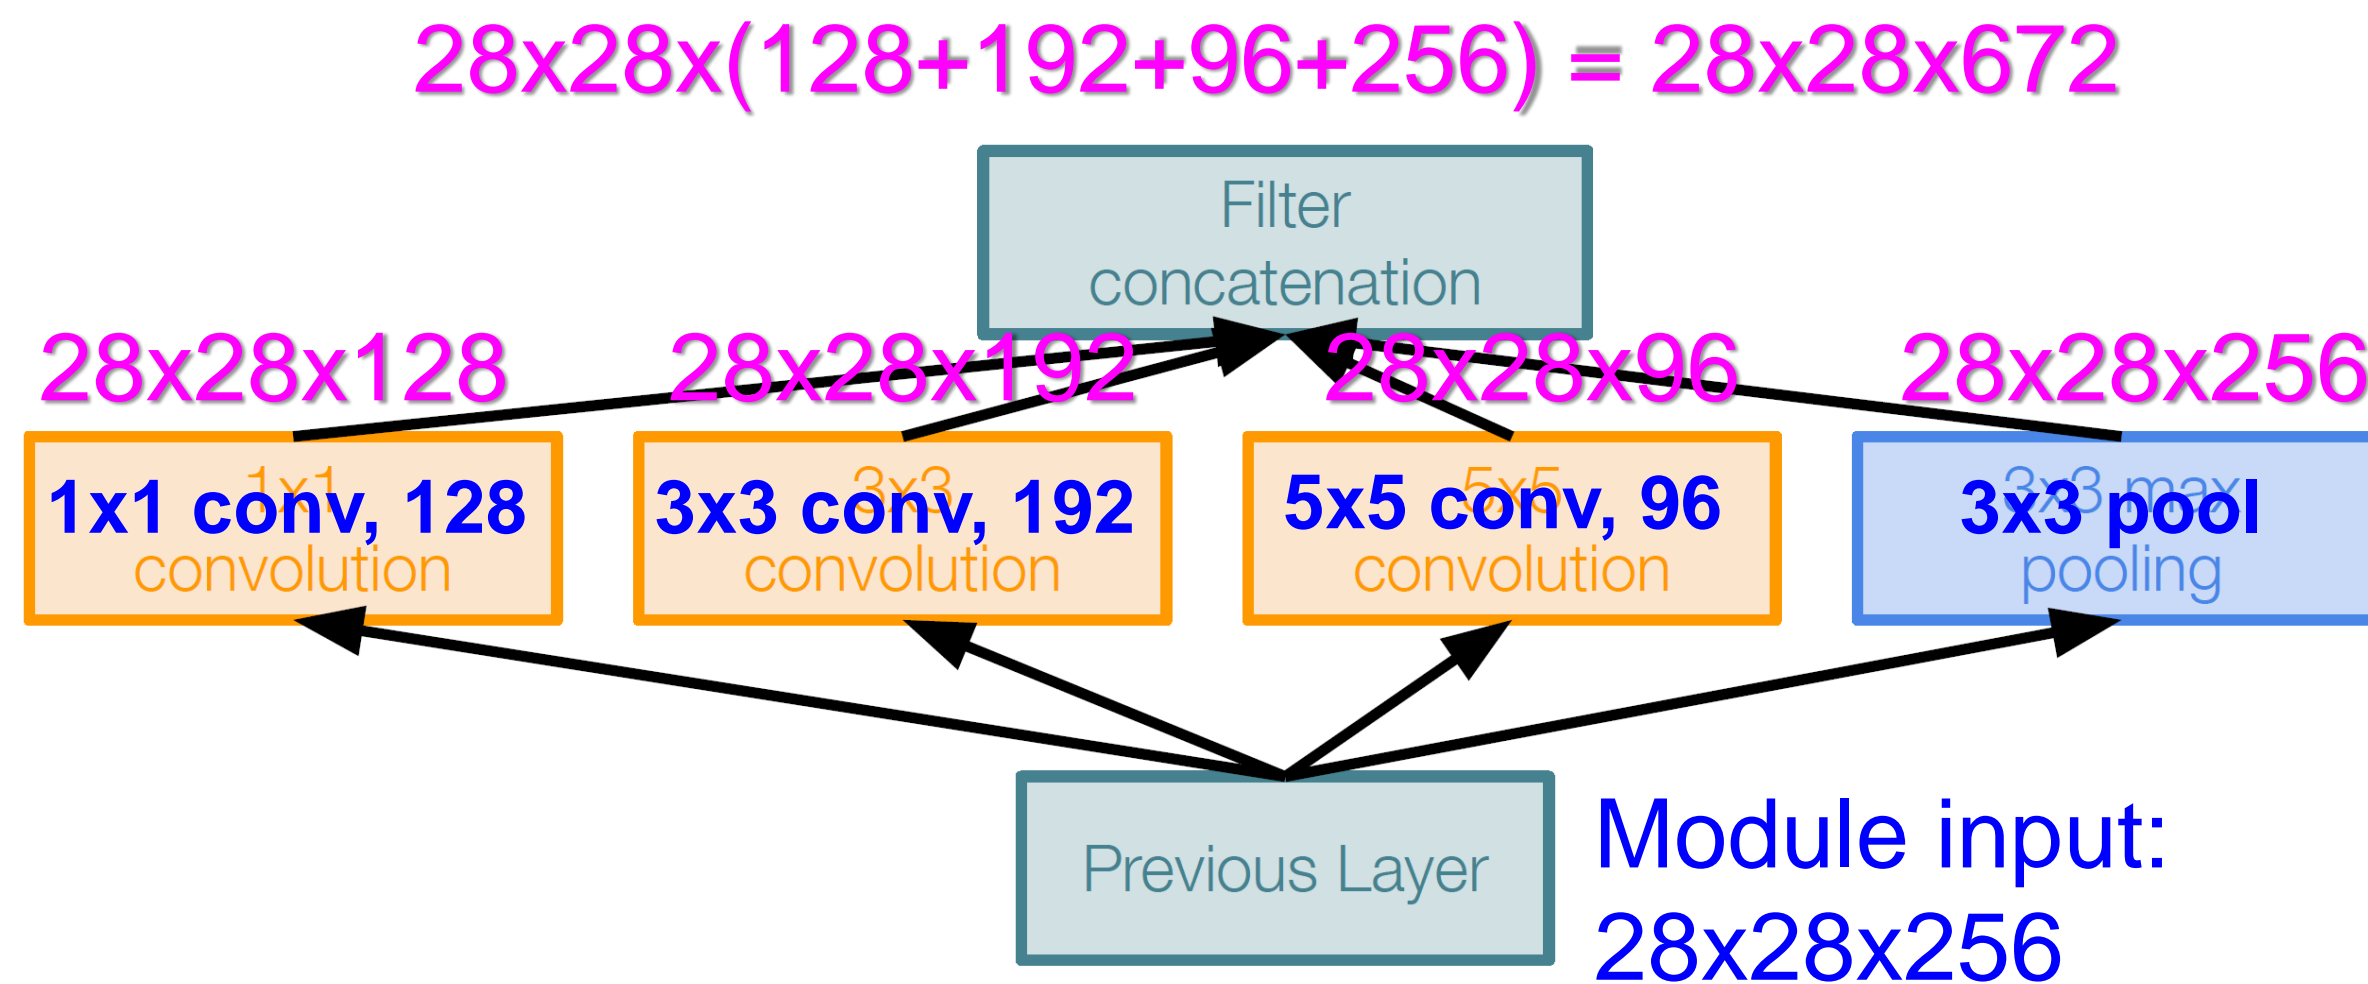 28x28x(128+192+96+256) = 28x28x672
Filter
concatenation
28x28x128
28x28x192
28x28x96
28x28x256
1x1
1x1 conv, 128
convolution
3x3
3x3 conv, 192
convolution
5x5
5x5 conv, 96
convolution
3x3 max
3x3 pool
pooling
Previous Layer
Module input:
28x28x256